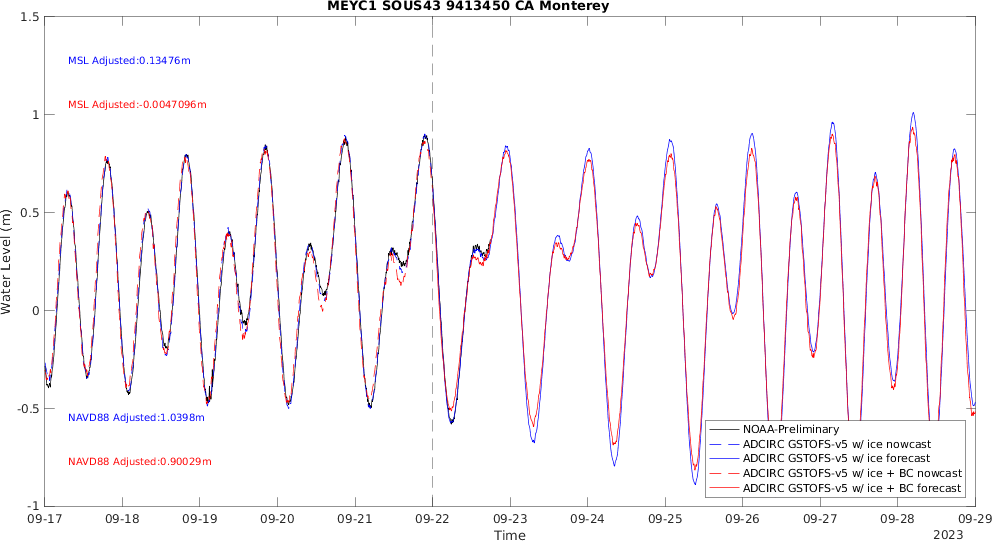 MEYC1 SOUS43 9413450 CA Monterey
1.5
1
0.5
0
-0.5
-1
Water Level (m)
MSL Adjusted:0.13476m
MSL Adjusted:-0.0047096m
NAVD88 Adjusted:1.0398m
NAVD88 Adjusted:0.90029m
NOAA-Preliminary
ADCIRC GSTOFS-v5 w/ ice nowcast
ADCIRC GSTOFS-v5 w/ ice forecast
ADCIRC GSTOFS-v5 w/ ice + BC nowcast
ADCIRC GSTOFS-v5 w/ ice + BC forecast
09-17 09-18 09-19 09-20 09-21 09-22 09-23 09-24 09-25 09-26 09-27 09-28 09-29
Time
2023